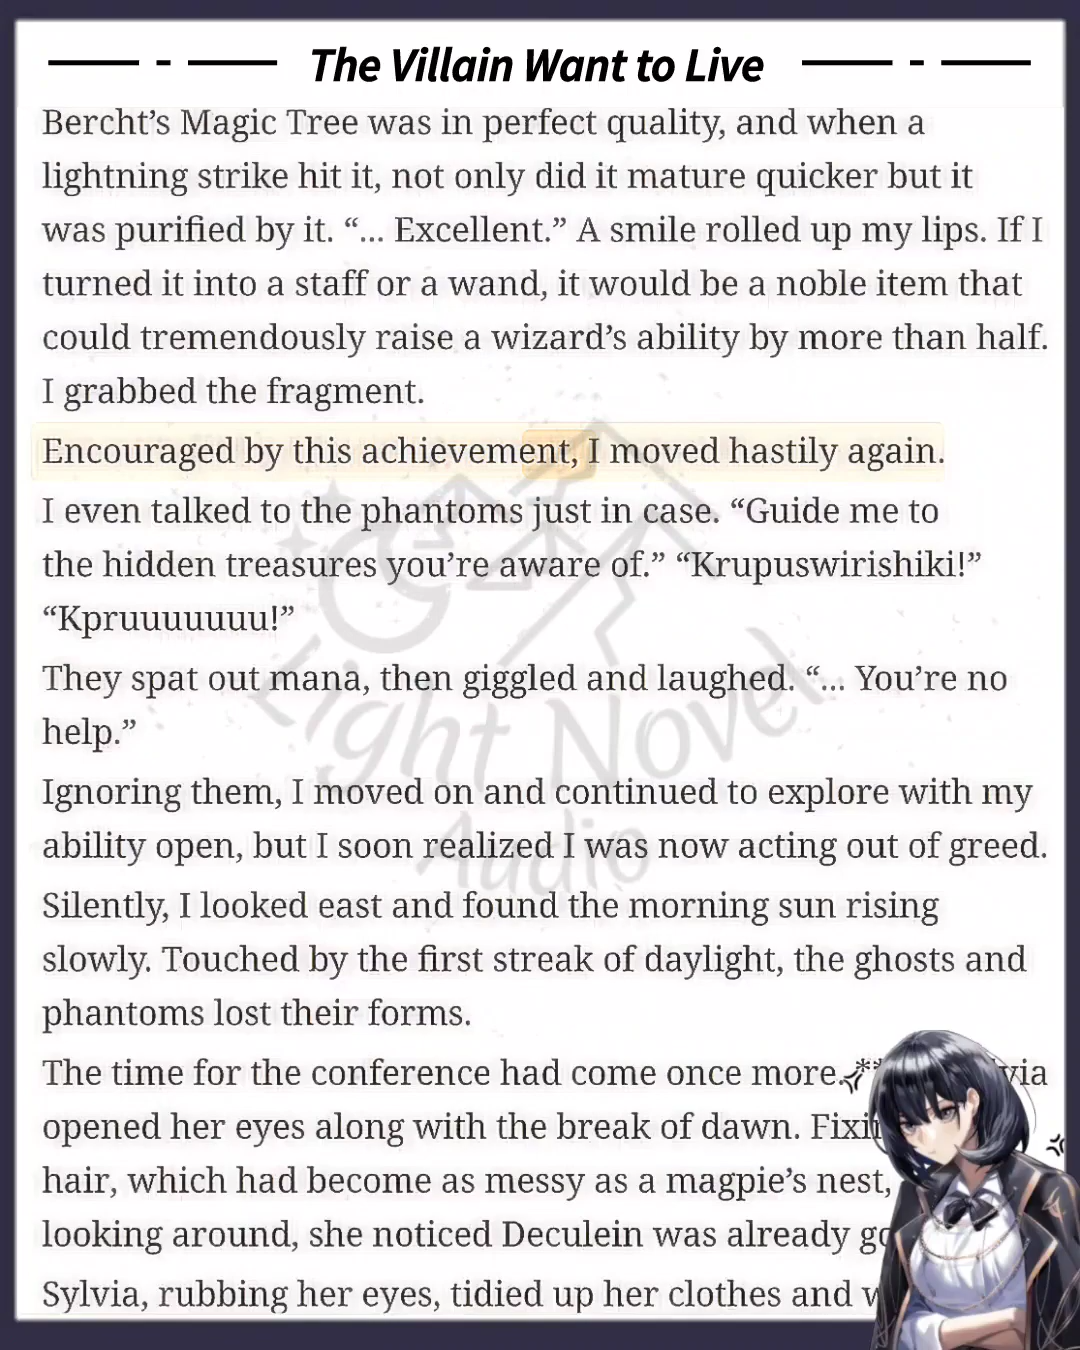 The Villain Want to Live
Bercht’s Magic Tree was in perfect quality, and when a
lightning strike hit it, not only did it mature quicker but it
was purified by it. “... Excellent.” A smile rolled up my lips. If I
turned it into a staff or a wand, it would be a noble item that
could tremendously raise a wizard’s ability by more than half.
I grabbed the fragment.
Encouraged by this achievement, I moved hastily again.
I even talked to the phantoms just in case. “Guide me to
the hidden treasures you’re aware of.” “Krupuswirishiki!”
“Kpruuuuuuu!”
They spat out mana, then giggled and laughed. “... You’re no
help.”
Ignoring them, I moved on and continued to explore with my
ability open, but I soon realized I was now acting out of greed.
Silently, I looked east and found the morning sun rising
slowly. Touched by the first streak of daylight, the ghosts and
phantoms lost their forms.
The time for the conference had come once more. **
opened her eyes along with the break of dawn.
hair, which had become as messy as a magpie’s nest,
looking around, she noticed Deculein was already
Sylvia, rubbing her eyes, tidied up her clothes and
Light Novel
Audio